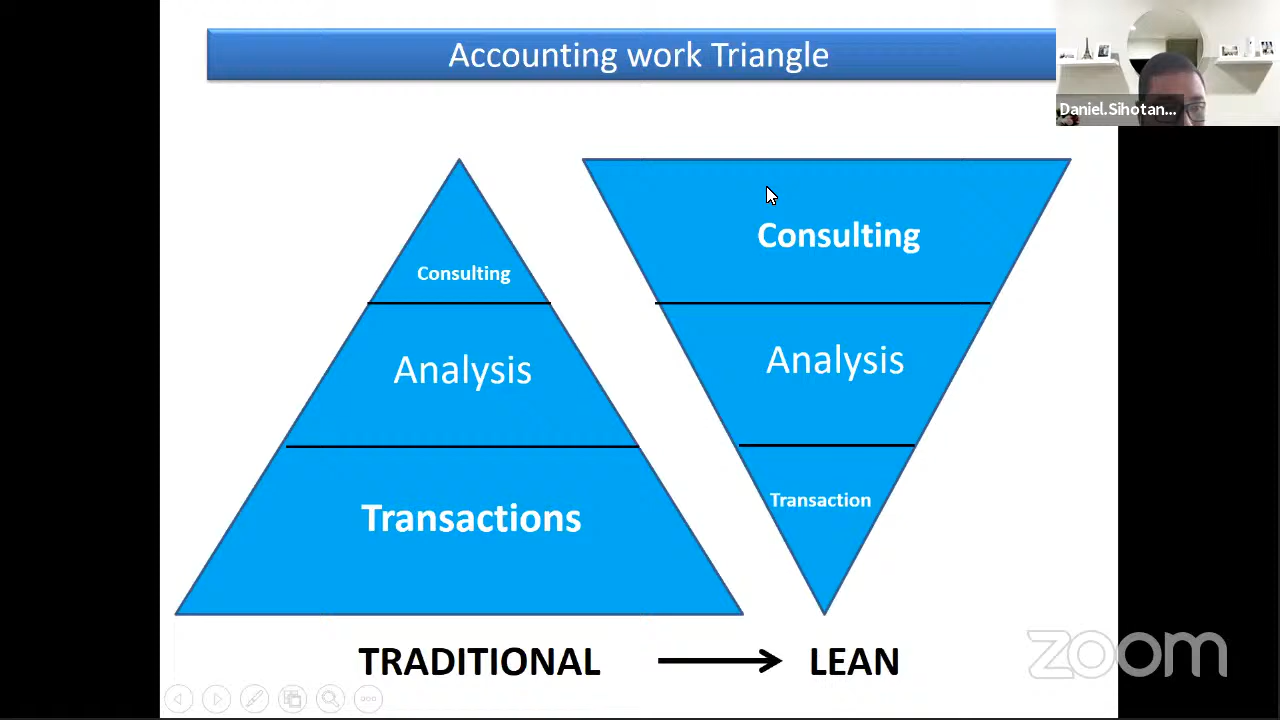 Accounting work Triangle
Daniel.Sihotan...
Consulting
Analysis
Transactions
Consulting
Analysis
Transaction
TRADITIONAL
LEAN
zoom